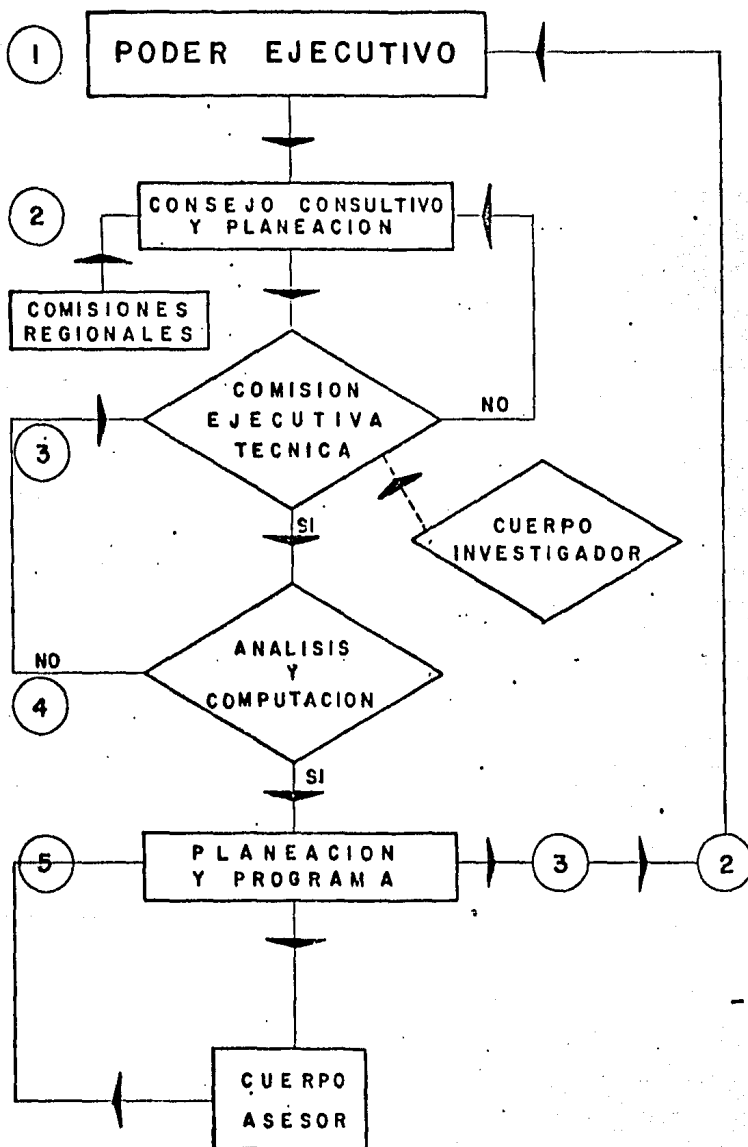 1
PODER EJECUTIVO
2
CONSEJO CONSULTIVO
Y PLANEACION
COMISIONES
REGIONALES
COMISION
EJECUTIVA
TECNICA
NO
3
SI
CUERPO
INVESTIGADOR
ANALISIS
Y
COMPUTACION
NO
4
SI
5
PLANEACION
Y PROGRAMA
3
2
CUERPO
ASESOR